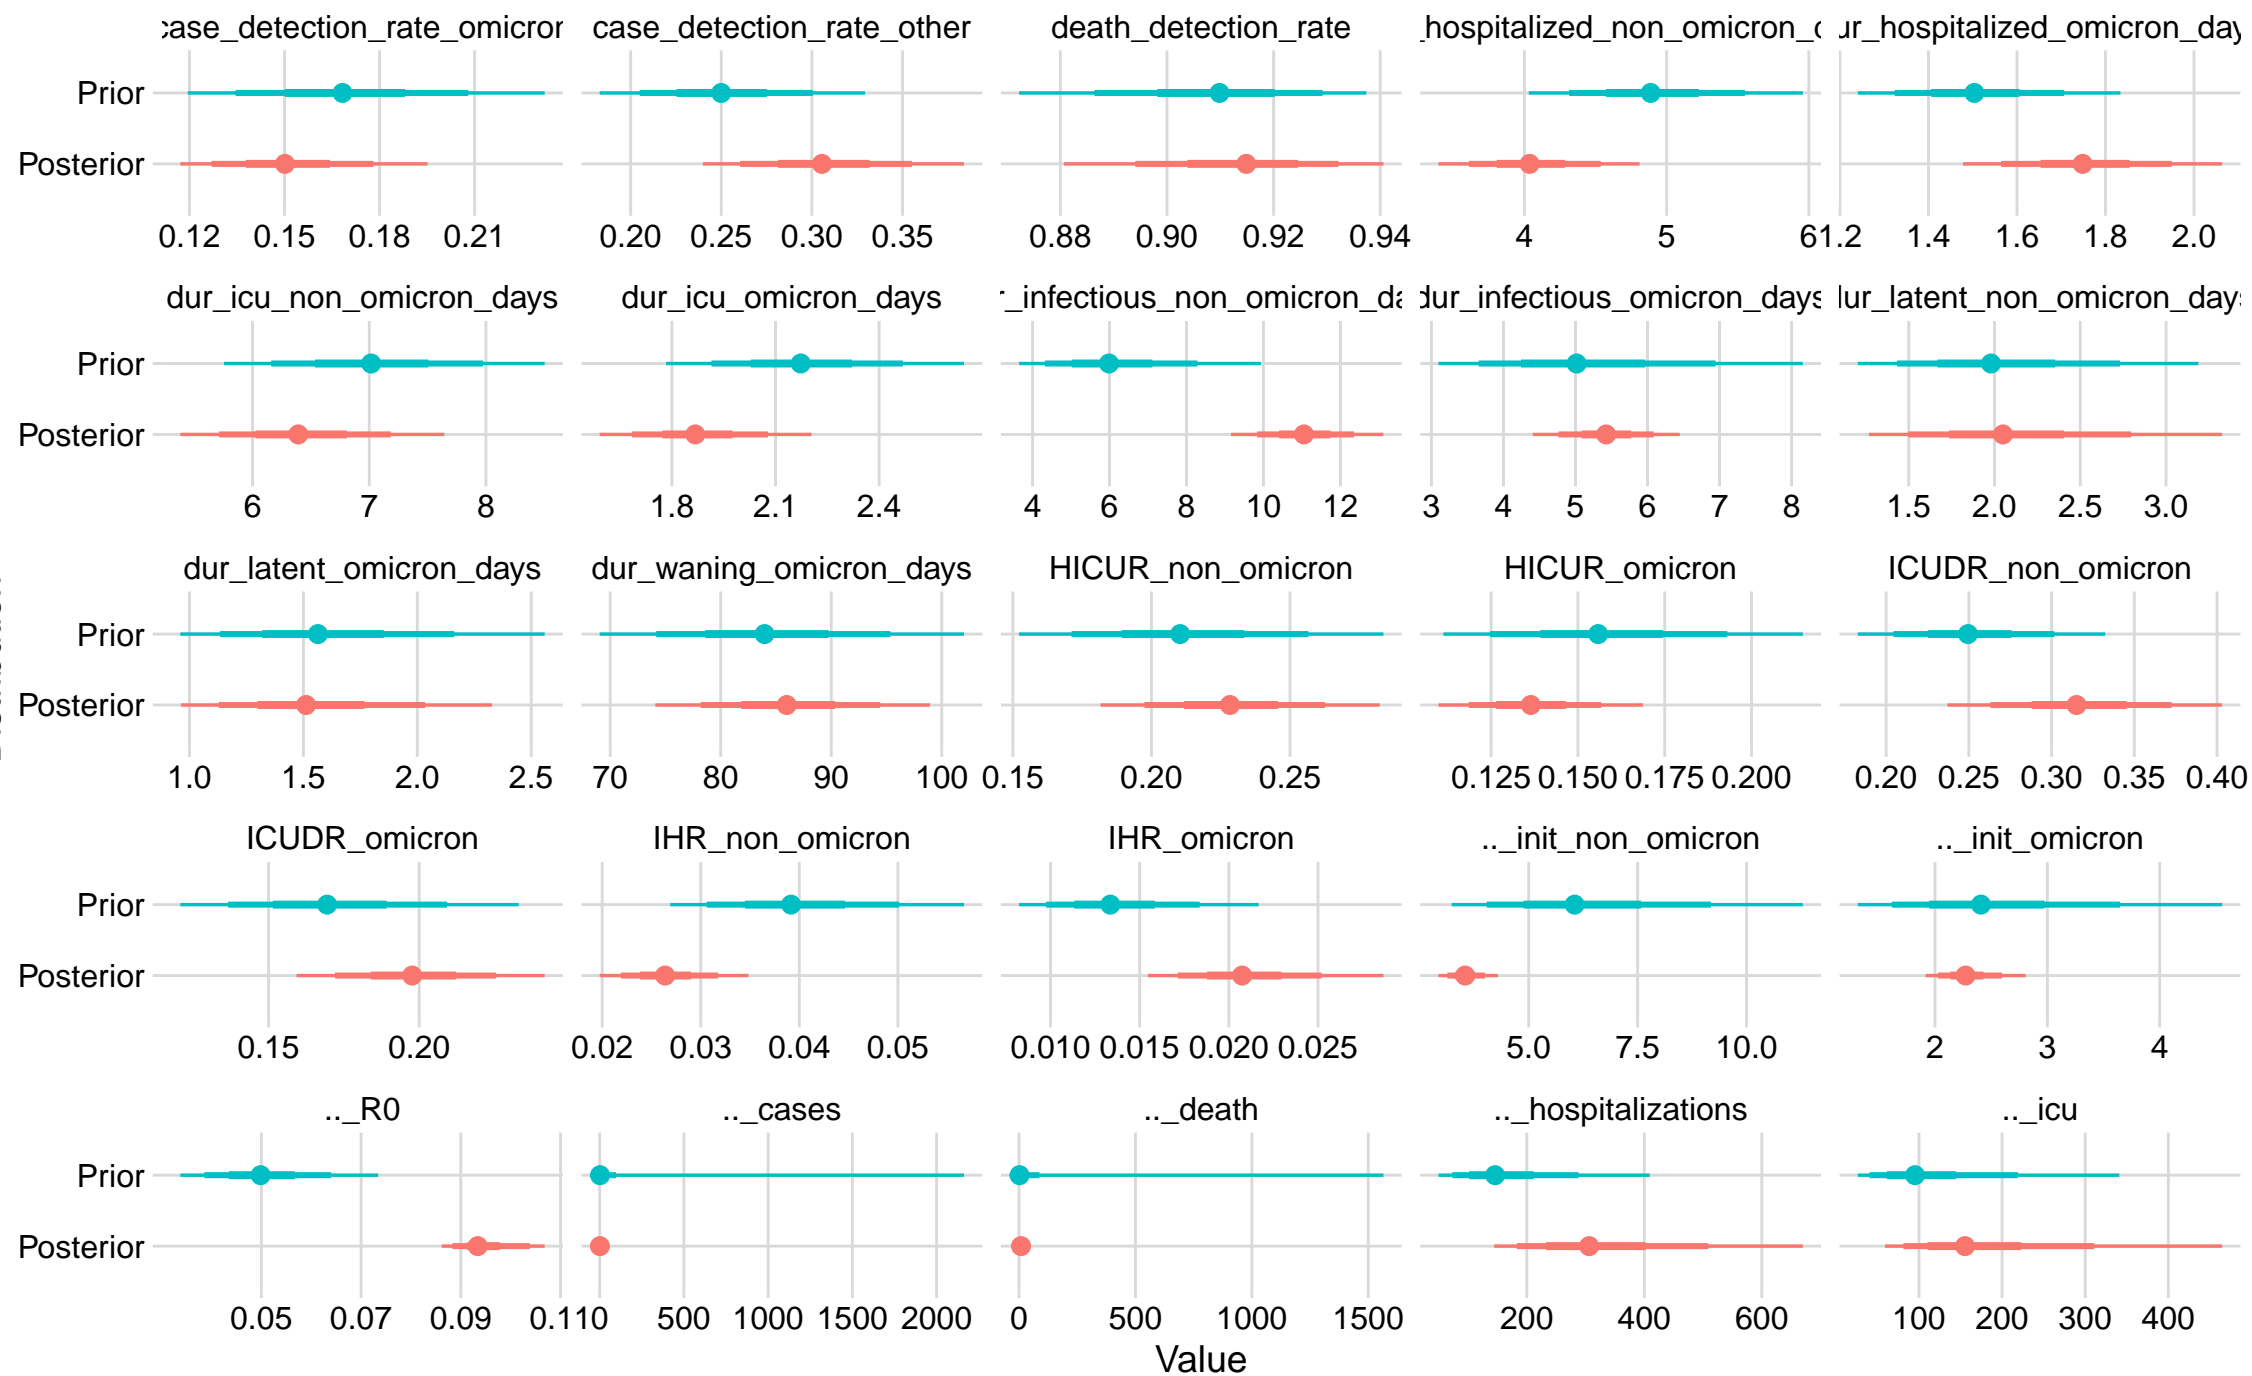 case_detection_rate_omicron case_detection_rate_other death_detection_rate _hospitalized_non_omicron_ ur_hospitalized_omicron_day
Prior
Posterior
0.12 0.15 0.18 0.21 0.20 0.25 0.30 0.35 0.88 0.90 0.92 0.94 4 5 6 1.2 1.4 1.6 1.8 2.0
dur_icu_non_omicron_days dur_icu_omicron_days r_infectious_non_omicron_da dur_infectious_omicron_days dur_latent_non_omicron_days
Prior
Posterior
6 7 8 1.8 2.1 2.4 4 6 8 10 12 3 4 5 6 7 8 1.5 2.0 2.5 3.0
dur_latent_omicron_days dur_waning_omicron_days HICUR_non_omicron HICUR_omicron ICUDR_non_omicron
Prior
Posterior
1.0 1.5 2.0 2.5 70 80 90 100 0.15 0.20 0.25 0.125 0.150 0.175 0.200 0.20 0.25 0.30 0.35 0.40
ICUDR_omicron IHR_non_omicron IHR_omicron .._init_non_omicron .._init_omicron
Prior
Posterior
0.15 0.20 0.02 0.03 0.04 0.05 0.010 0.015 0.020 0.025 5.0 7.5 10.0 2 3 4
.._R0 .._cases .._death .._hospitalizations .._icu
Prior
Posterior
0.05 0.07 0.09 0.11 0 500 1000 1500 2000 0 500 1000 1500 200 400 600 100 200 300 400
Value